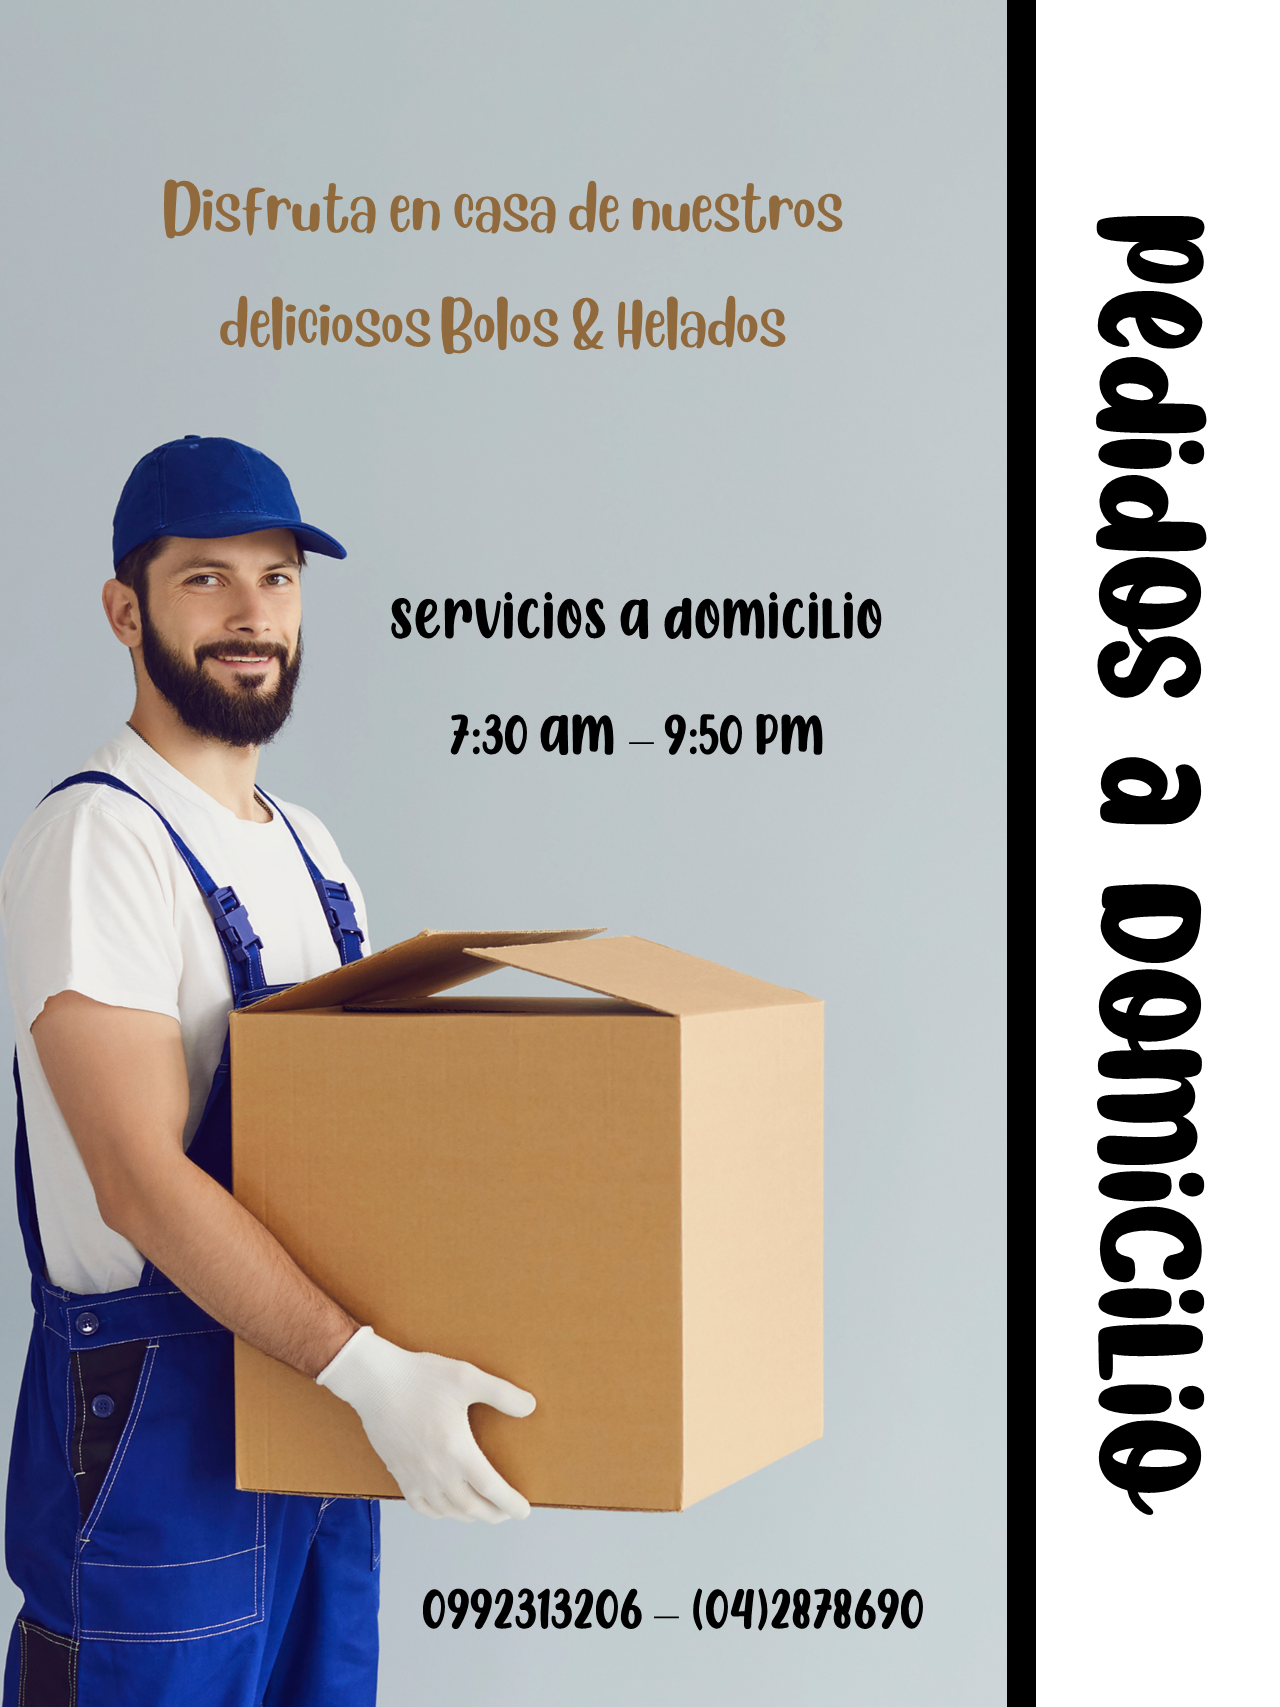 Disfruta en casa de nuestros
deliciosos Bolos & Helados
servicios a domicilio
7:30 am – 9:50 pm
0992313206 – (04)2878690
pedidos a Domicilio